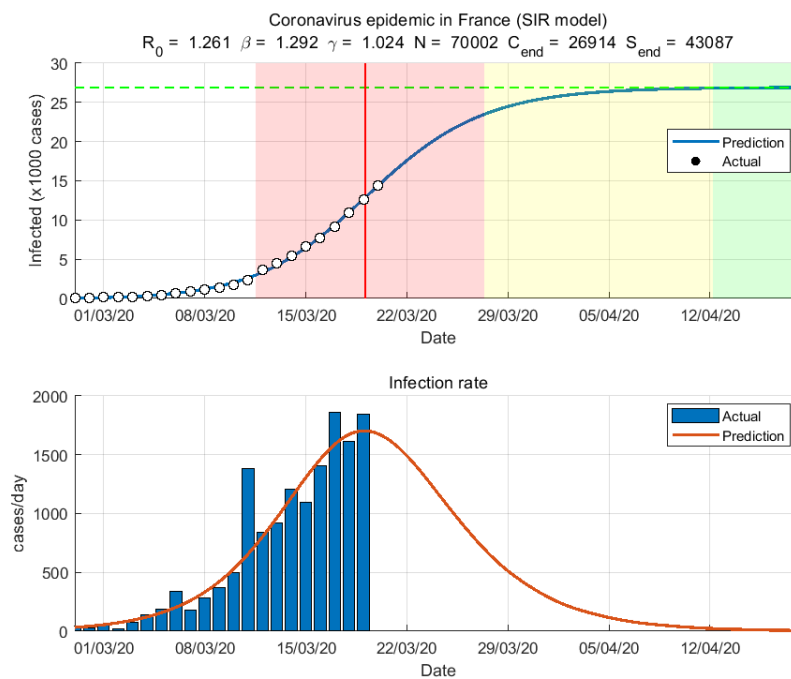 Coronavirus epidemic in France (SIR model)
R₀ = 1.261 β = 1.292 γ = 1.024 N = 70002 C_end = 26914 S_end = 43087
Infected (x1000 cases)
30
25
20
15
10
5
0
Prediction
Actual
01/03/20 08/03/20 15/03/20 22/03/20 29/03/20 05/04/20 12/04/20
Date
Infection rate
cases/day
2000
1500
1000
500
0
Actual
Prediction
01/03/20 08/03/20 15/03/20 22/03/20 29/03/20 05/04/20 12/04/20
Date